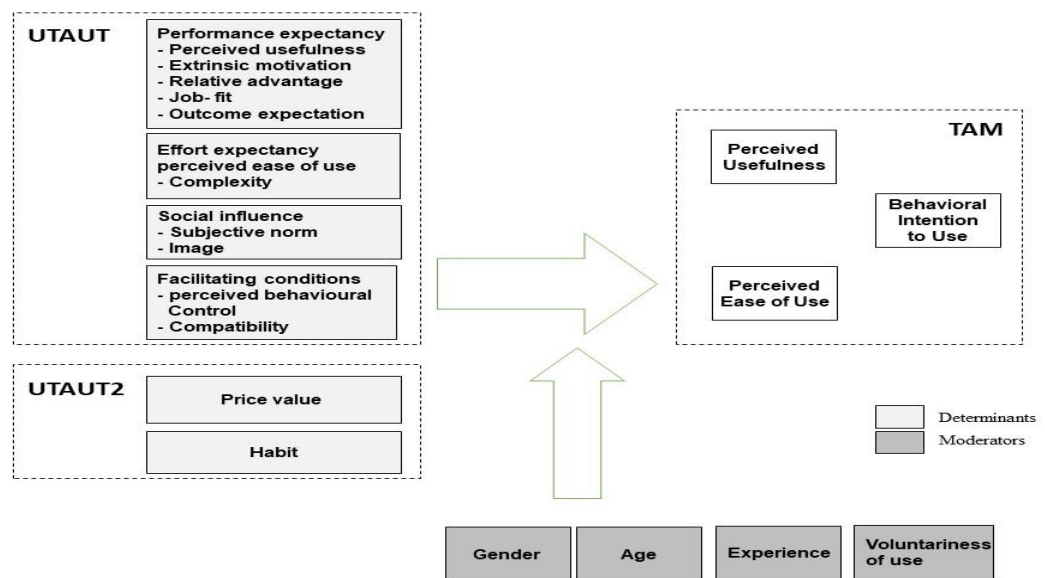 UTAUT
Performance expectancy
- Perceived usefulness
- Extrinsic motivation
- Relative advantage
- Job- fit
- Outcome expectation
Effort expectancy
perceived ease of use
- Complexity
Social influence
- Subjective norm
- Image
Facilitating conditions
- perceived behavioural
Control
- Compatibility
UTAUT2
Price value
Habit
TAM
Perceived
Usefulness
Behavioral
Intention
to Use
Perceived
Ease of Use
Determinants
Moderators
Gender
Age
Experience
Voluntariness
of use